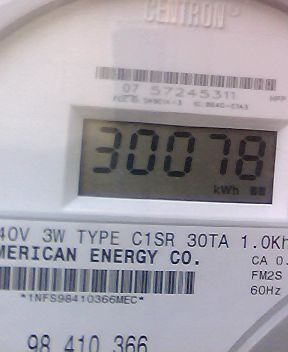 CENTRON®
07 57245311
30078
kWh
40V 3W TYPE C1SR 30TA 1.0Kh
MERICAN ENERGY CO.
CA 0.
FM2S
60Hz
*1NFS98410366MEC*
98 410 366